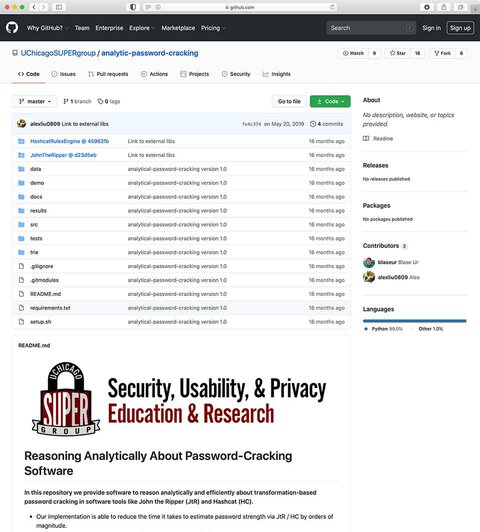 github.com
Why GitHub? Team Enterprise Explore Marketplace Pricing Search Sign in Sign up
UChicagoSUPERgroup / analytic-password-cracking Watch 9 Star 16 Fork 6
Code Issues Pull requests Actions Projects Security Insights
master 1 branch 0 tags Go to file Code
alexliu0809 Link to external libs fe4c374 on May 20, 2019 4 commits
HashcatRulesEngine @ 45962fb Link to external libs 16 months ago
JohnTheRipper @ d23d5eb Link to external libs 16 months ago
data analytical-password-cracking version 1.0 16 months ago
demo analytical-password-cracking version 1.0 16 months ago
docs analytical-password-cracking version 1.0 16 months ago
results analytical-password-cracking version 1.0 16 months ago
src analytical-password-cracking version 1.0 16 months ago
tests analytical-password-cracking version 1.0 16 months ago
trie analytical-password-cracking version 1.0 16 months ago
.gitignore analytical-password-cracking version 1.0 16 months ago
.gitmodules analytical-password-cracking version 1.0 16 months ago
README.md analytical-password-cracking version 1.0 16 months ago
requirements.txt analytical-password-cracking version 1.0 16 months ago
setup.sh analytical-password-cracking version 1.0 16 months ago
About
No description, website, or topics
provided.
Readme
Releases
No releases published
Packages
No packages published
Contributors 2
blaseur Blase Ur
alexliu0809 Alex
Languages
Python 99.0% Other 1.0%
README.md
UCHICAGO
SUPER
GROUP
Security, Usability, & Privacy
Education & Research
Reasoning Analytically About Password-Cracking
Software
In this repository we provide software to reason analytically and efficiently about transformation-based
password cracking in software tools like John the Ripper (JtR) and Hashcat (HC).
• Our implementation is able to reduce the time it takes to estimate password strength via JtR / HC by orders of
magnitude.